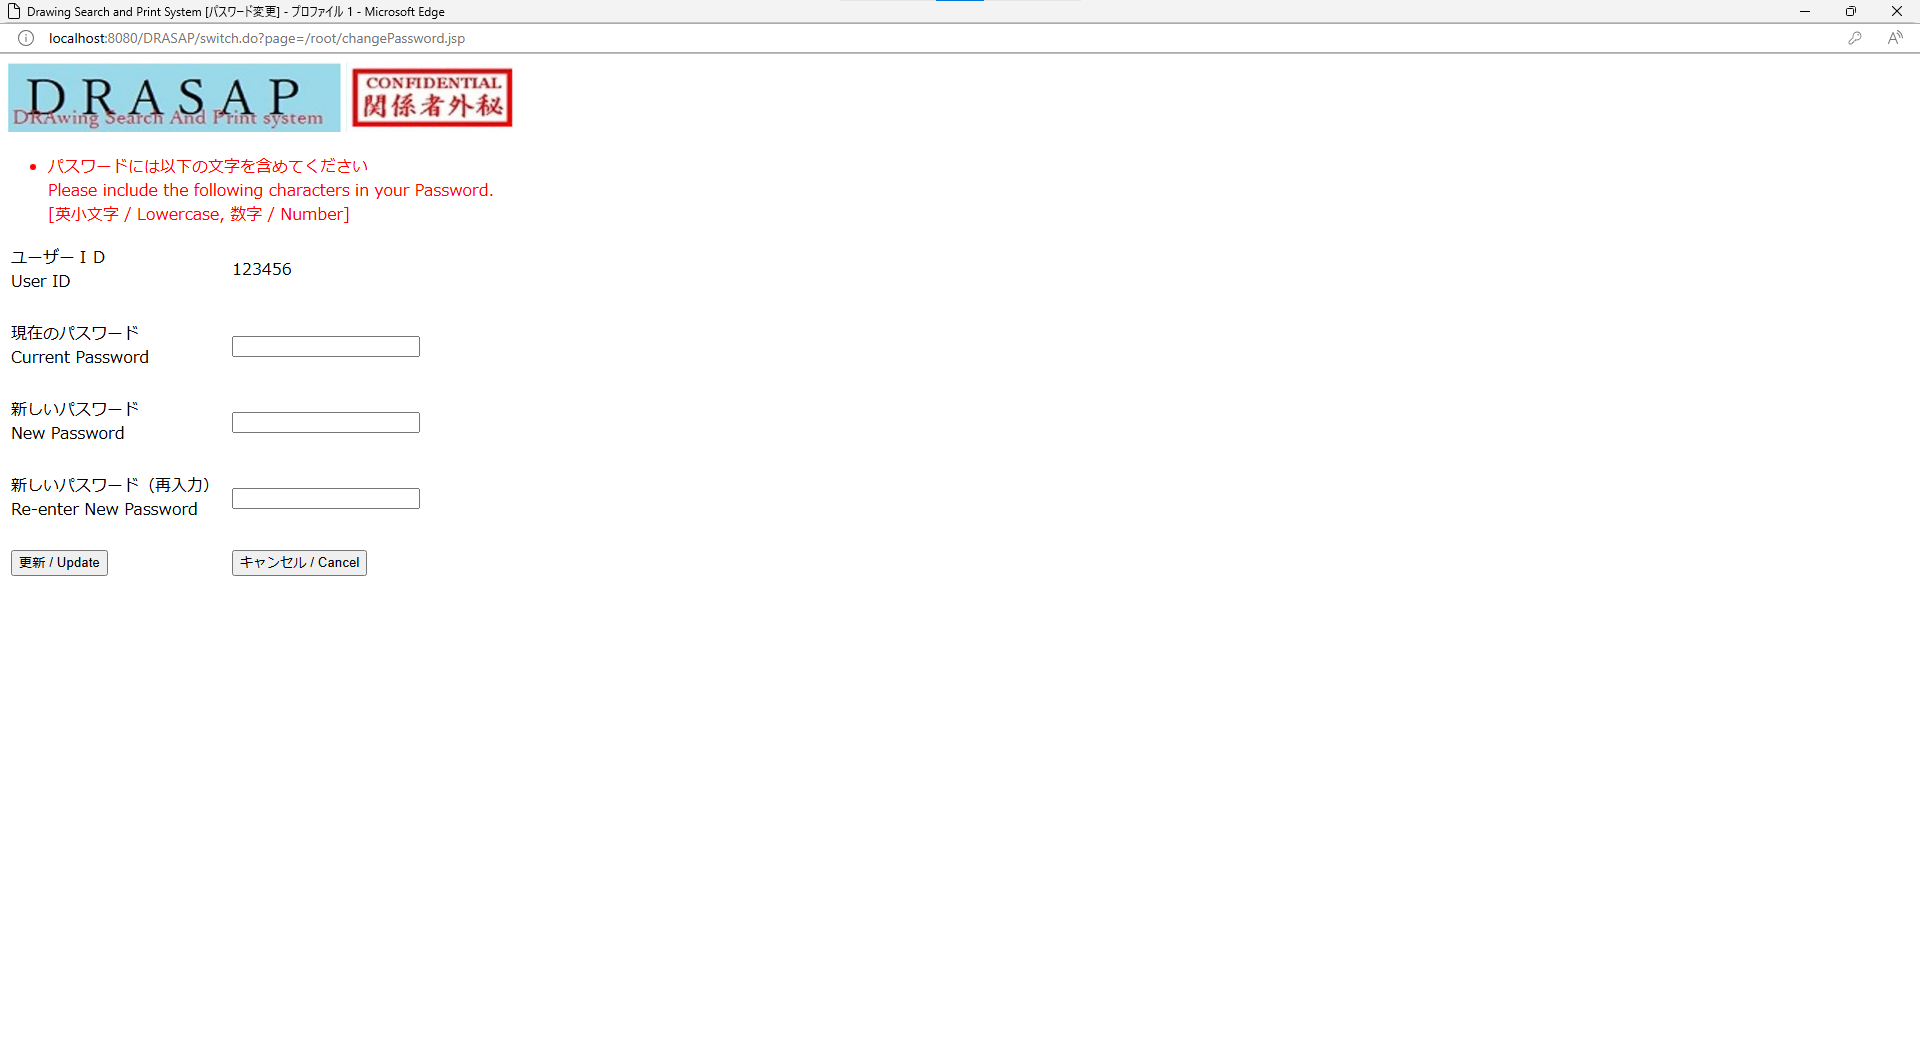 Drawing Search and Print System [パスワード変更] - プロファイル 1 - Microsoft Edge
localhost:8080/DRASAP/switch.do?page=/root/changePassword.jsp
DRASAP
DRAwing Search And Print system
CONFIDENTIAL
関係者外秘
• パスワードには以下の文字を含めてください
Please include the following characters in your Password.
[英小文字 / Lowercase, 数字 / Number]
ユーザーＩＤ
User ID
123456
現在のパスワード
Current Password
新しいパスワード
New Password
新しいパスワード（再入力）
Re-enter New Password
更新 / Update
キャンセル / Cancel